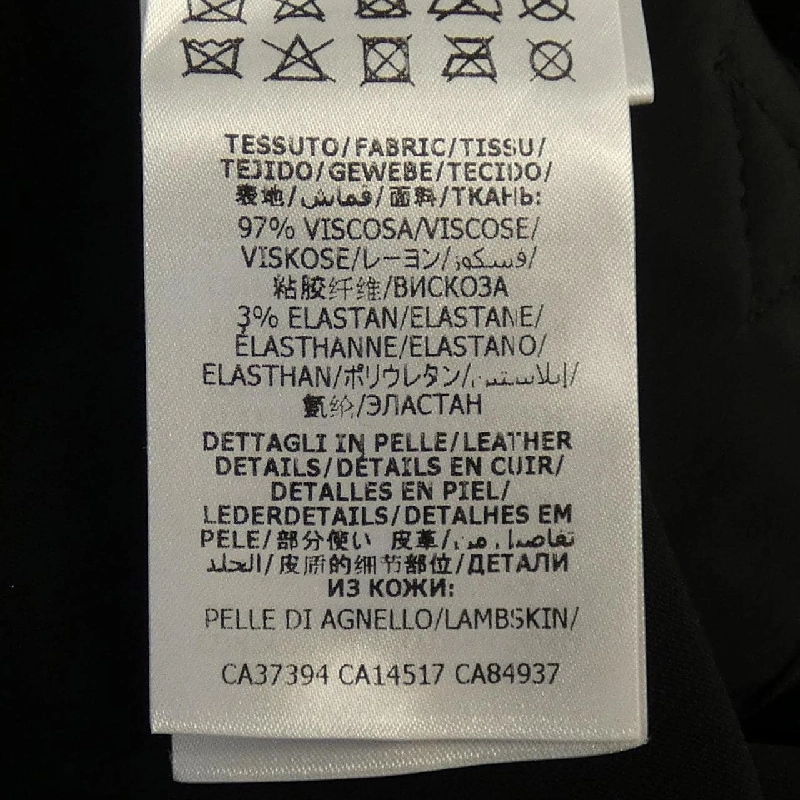 TESSUTO/FABRIC/TISSU/
TEJIDO/GEWEBE/TECIDO/
表地/قماش/面料/ТКАНЬ:
97% VISCOSA/VISCOSE/
VISKOSE/レーヨン/فسكوز/
粘胶纤维/ВИСКОЗА
3% ELASTAN/ELASTANE/
ÉLASTHANNE/ELASTANO/
ELASTHAN/ポリウレタン/إيلاستين/
氨纶/ЭЛАСТАН
DETTAGLI IN PELLE/LEATHER
DETAILS/DÉTAILS EN CUIR/
DETALLES EN PIEL/
LEDERDETAILS/DETALHES EM
PELE/部分使い 皮革/تفاصيل من
الجلد/皮质的细节部位/ДЕТАЛИ
ИЗ КОЖИ:
PELLE DI AGNELLO/LAMBSKIN/
CA37394 CA14517 CA84937